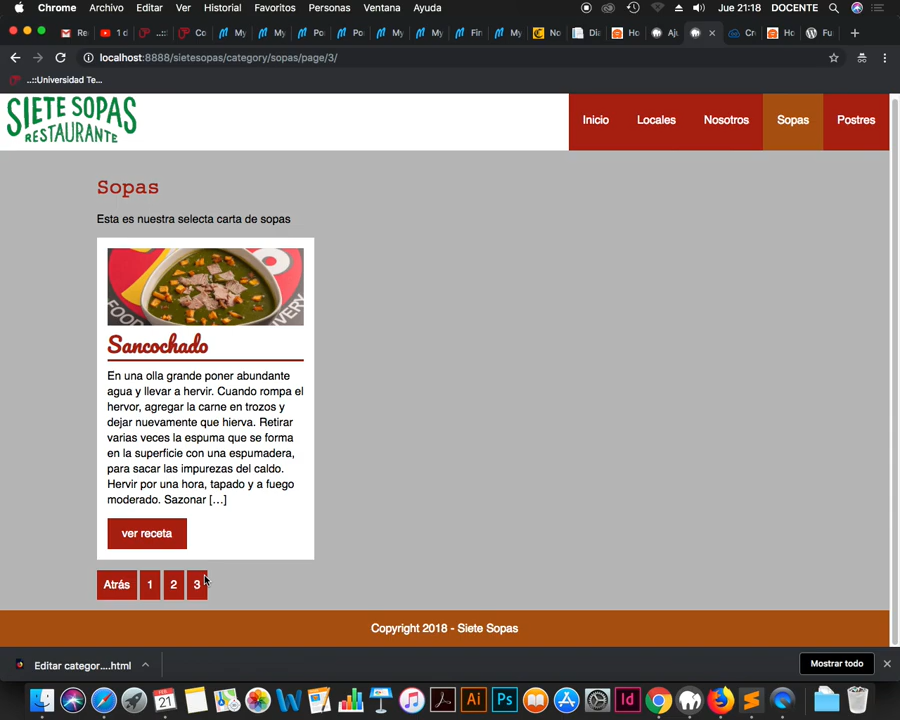 Chrome Archivo Editar Ver Historial Favoritos Personas Ventana Ayuda Jue 21:18 DOCENTE
localhost:8888/sietesopas/category/sopas/page/3/
..::Universidad Te...
SIETE SOPAS
RESTAURANTE
Inicio Locales Nosotros Sopas Postres
Sopas
Esta es nuestra selecta carta de sopas
Sancochado
En una olla grande poner abundante
agua y llevar a hervir. Cuando rompa el
hervor, agregar la carne en trozos y
dejar nuevamente que hierva. Retirar
varias veces la espuma que se forma
en la superficie con una espumadera,
para sacar las impurezas del caldo.
Hervir por una hora, tapado y a fuego
moderado. Sazonar […]
ver receta
Atrás 1 2 3
Copyright 2018 - Siete Sopas
Editar categor....html
Mostrar todo